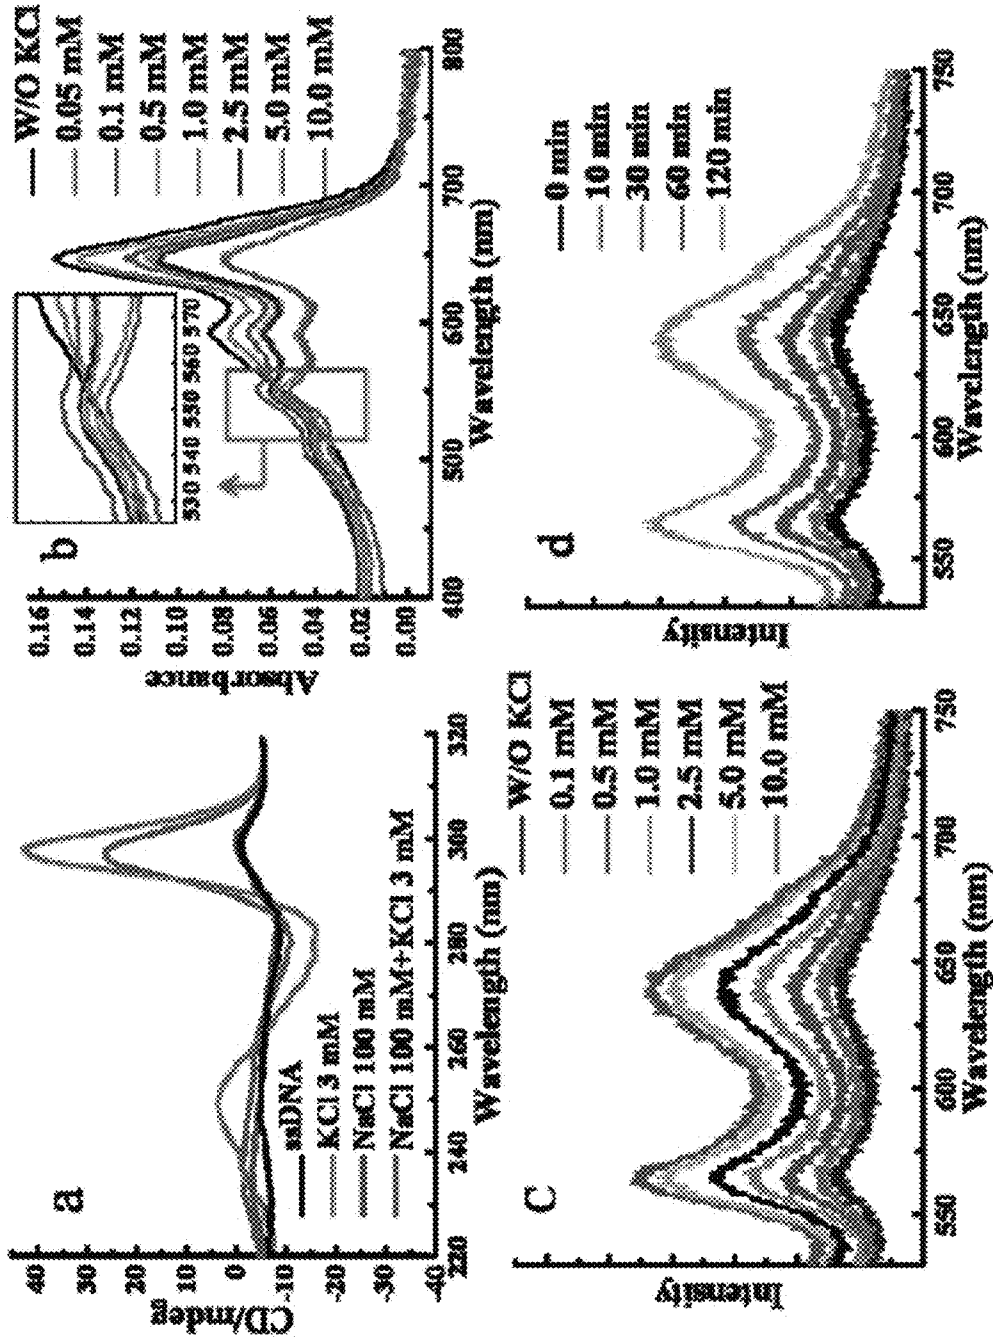 a
40
30
20
10
0
-10
-20
-30
-40
CD/mdeg
220 240 260 280 300 320
Wavelength (nm)
ssDNA
KCl 3 mM
NaCl 100 mM
NaCl 100 mM+KCl 3 mM
b
0.16
0.14
0.12
0.10
0.08
0.06
0.04
0.02
0.00
Absorbance
400 500 600 700 800
Wavelength (nm)
530 540 550 560 570
W/O KCl
0.05 mM
0.1 mM
0.5 mM
1.0 mM
2.5 mM
5.0 mM
10.0 mM
C
Intensity
550 600 650 700 750
Wavelength (nm)
W/O KCl
0.1 mM
0.5 mM
1.0 mM
2.5 mM
5.0 mM
10.0 mM
d
Intensity
550 600 650 700 750
Wavelength (nm)
0 min
10 min
30 min
60 min
120 min